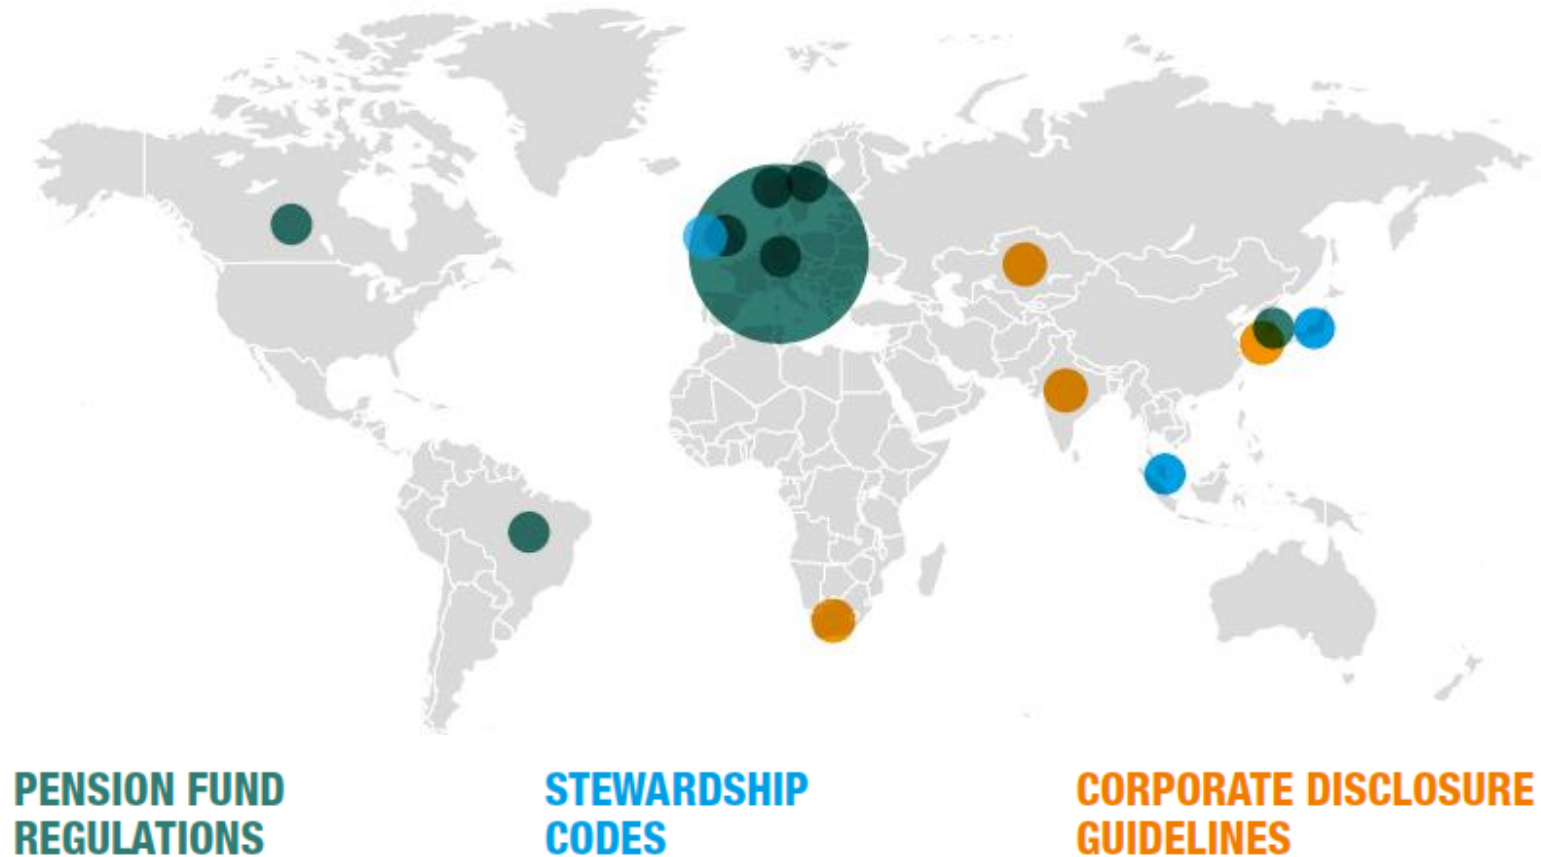 PENSION FUND
REGULATIONS
STEWARDSHIP
CODES
CORPORATE DISCLOSURE
GUIDELINES